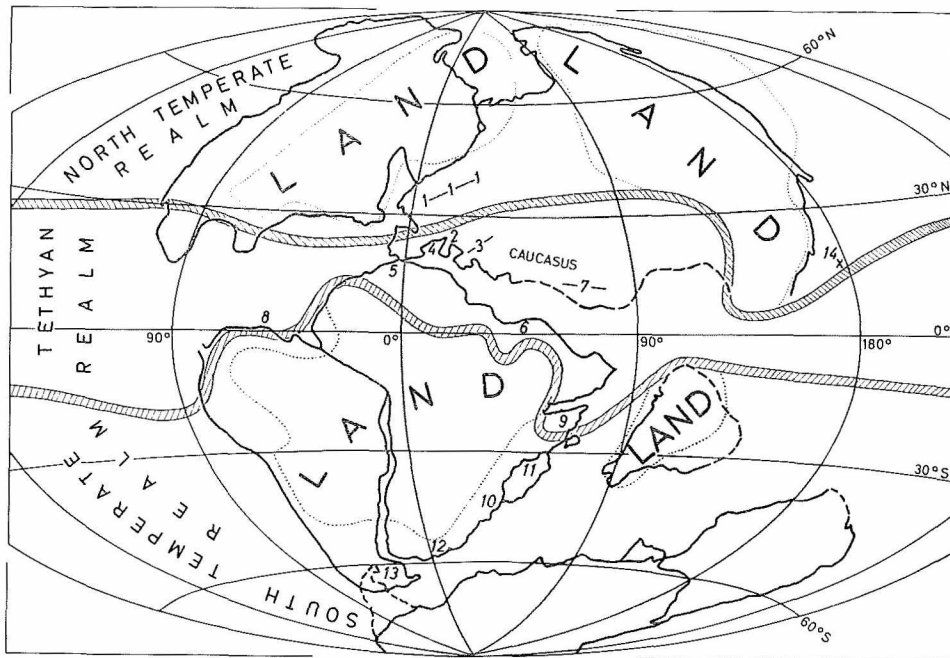 60°N
NORTH TEMPERATE
REALM
LAND
LAND
30°N
1—1—1
2
4
3
5
CAUCASUS
7
14
TETHYAN
REALM
8
6
90°
0°
90°
180°
0°
LAND
LAND
9
11
10
30°S
12
13
SOUTH TEMPERATE
REALM
60°S